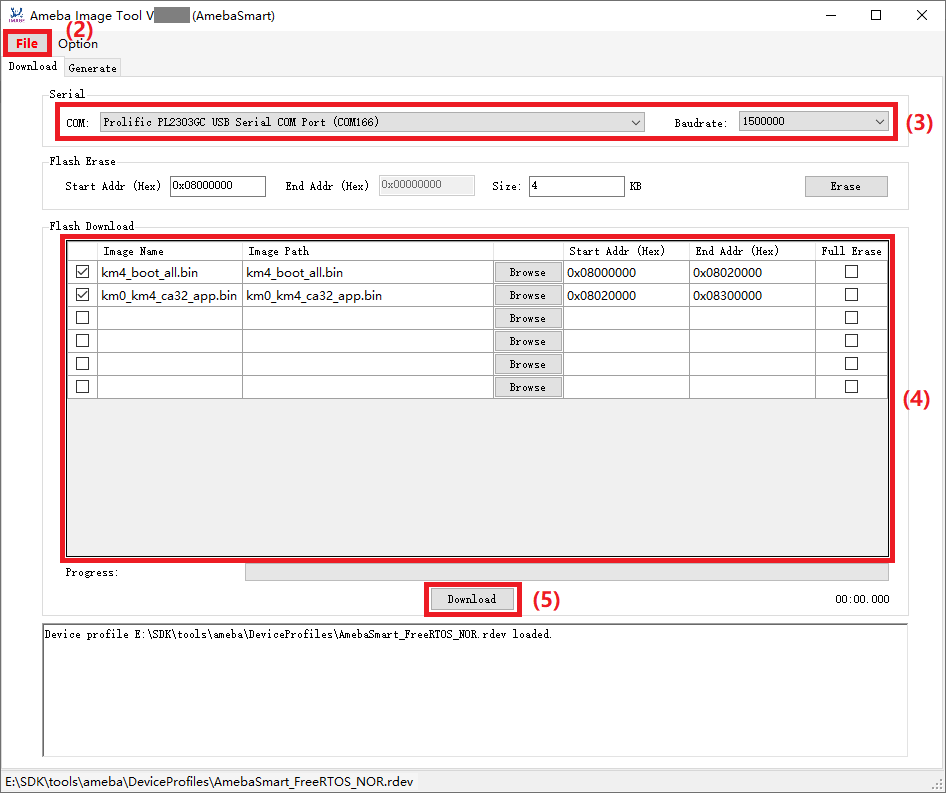 Ameba Image Tool V (AmebaSmart)
(2)
File Option
Download Generate
Serial
COM: Prolific PL2303GC USB Serial COM Port (COM166) Baudrate: 1500000 (3)
Flash Erase
Start Addr (Hex) 0x08000000 End Addr (Hex) 0x00000000 Size: 4 KB Erase
Flash Download
Image Name Image Path Start Addr (Hex) End Addr (Hex) Full Erase
km4_boot_all.bin km4_boot_all.bin Browse 0x08000000 0x08020000
km0_km4_ca32_app.bin km0_km4_ca32_app.bin Browse 0x08020000 0x08300000
Browse
Browse
Browse
Browse
(4)
Progress:
Download (5) 00:00.000
Device profile E:\SDK\tools\ameba\DeviceProfiles\AmebaSmart_FreeRTOS_NOR.rdev loaded.
E:\SDK\tools\ameba\DeviceProfiles\AmebaSmart_FreeRTOS_NOR.rdev